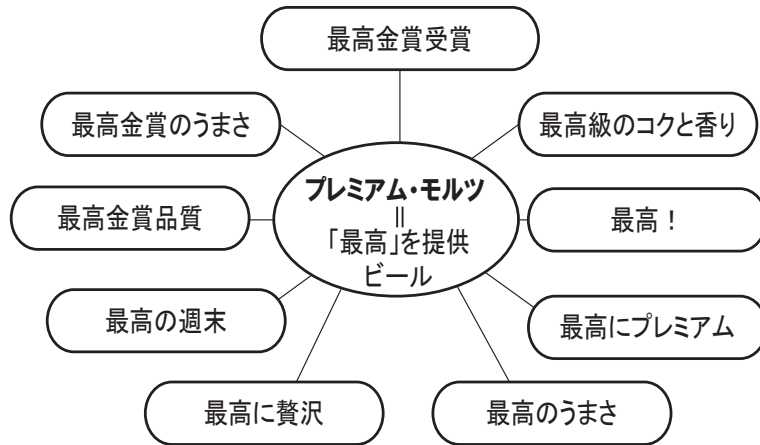 最高金賞受賞
最高金賞のうまさ
最高級のコクと香り
プレミアム・モルツ
＝
「最高」を提供
ビール
最高金賞品質
最高！
最高の週末
最高にプレミアム
最高に贅沢
最高のうまさ